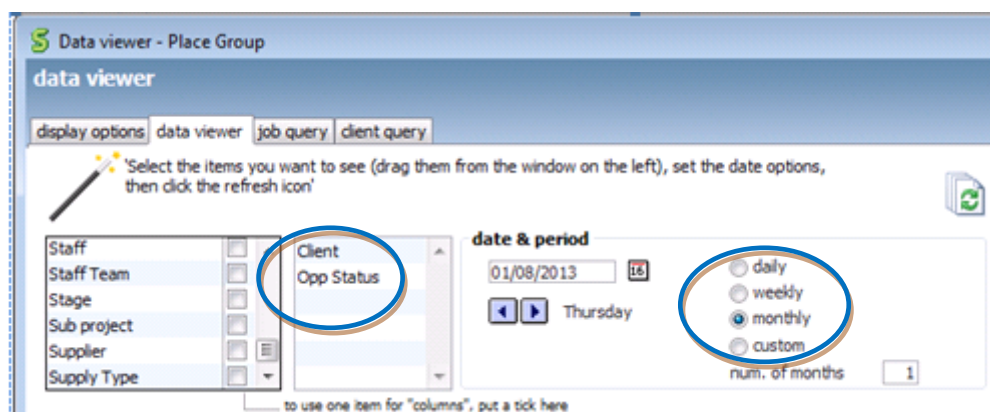 Data viewer - Place Group
data viewer
display options data viewer job query client query
'Select the items you want to see (drag them from the window on the left), set the date options,
then click the refresh icon'
date & period
Staff
Staff Team
Stage
Sub project
Supplier
Supply Type
Client
Opp Status
01/08/2013 16
Thursday
daily
weekly
monthly
custom
num. of months 1
to use one item for "columns", put a tick here